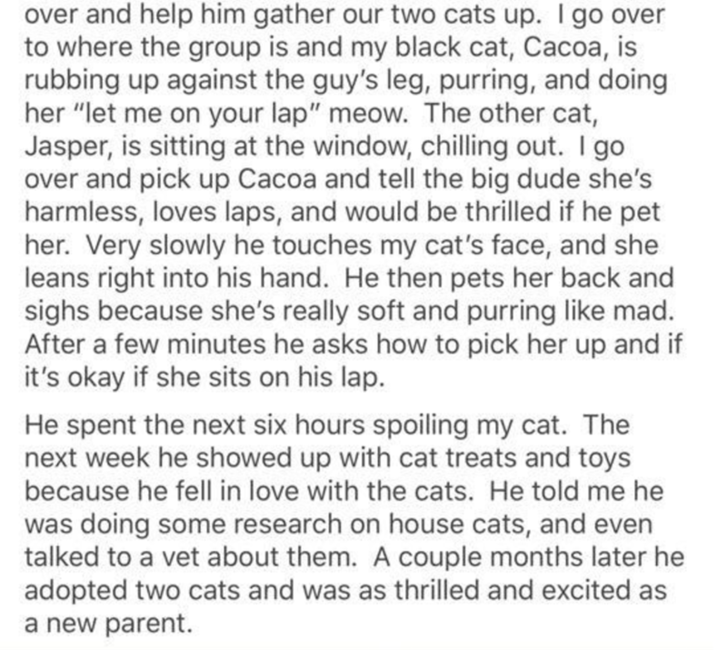 over and help him gather our two cats up.  I go over
to where the group is and my black cat, Cacoa, is
rubbing up against the guy’s leg, purring, and doing
her “let me on your lap” meow.  The other cat,
Jasper, is sitting at the window, chilling out.  I go
over and pick up Cacoa and tell the big dude she’s
harmless, loves laps, and would be thrilled if he pet
her.  Very slowly he touches my cat’s face, and she
leans right into his hand.  He then pets her back and
sighs because she’s really soft and purring like mad.
After a few minutes he asks how to pick her up and if
it’s okay if she sits on his lap.
He spent the next six hours spoiling my cat.  The
next week he showed up with cat treats and toys
because he fell in love with the cats.  He told me he
was doing some research on house cats, and even
talked to a vet about them.  A couple months later he
adopted two cats and was as thrilled and excited as
a new parent.